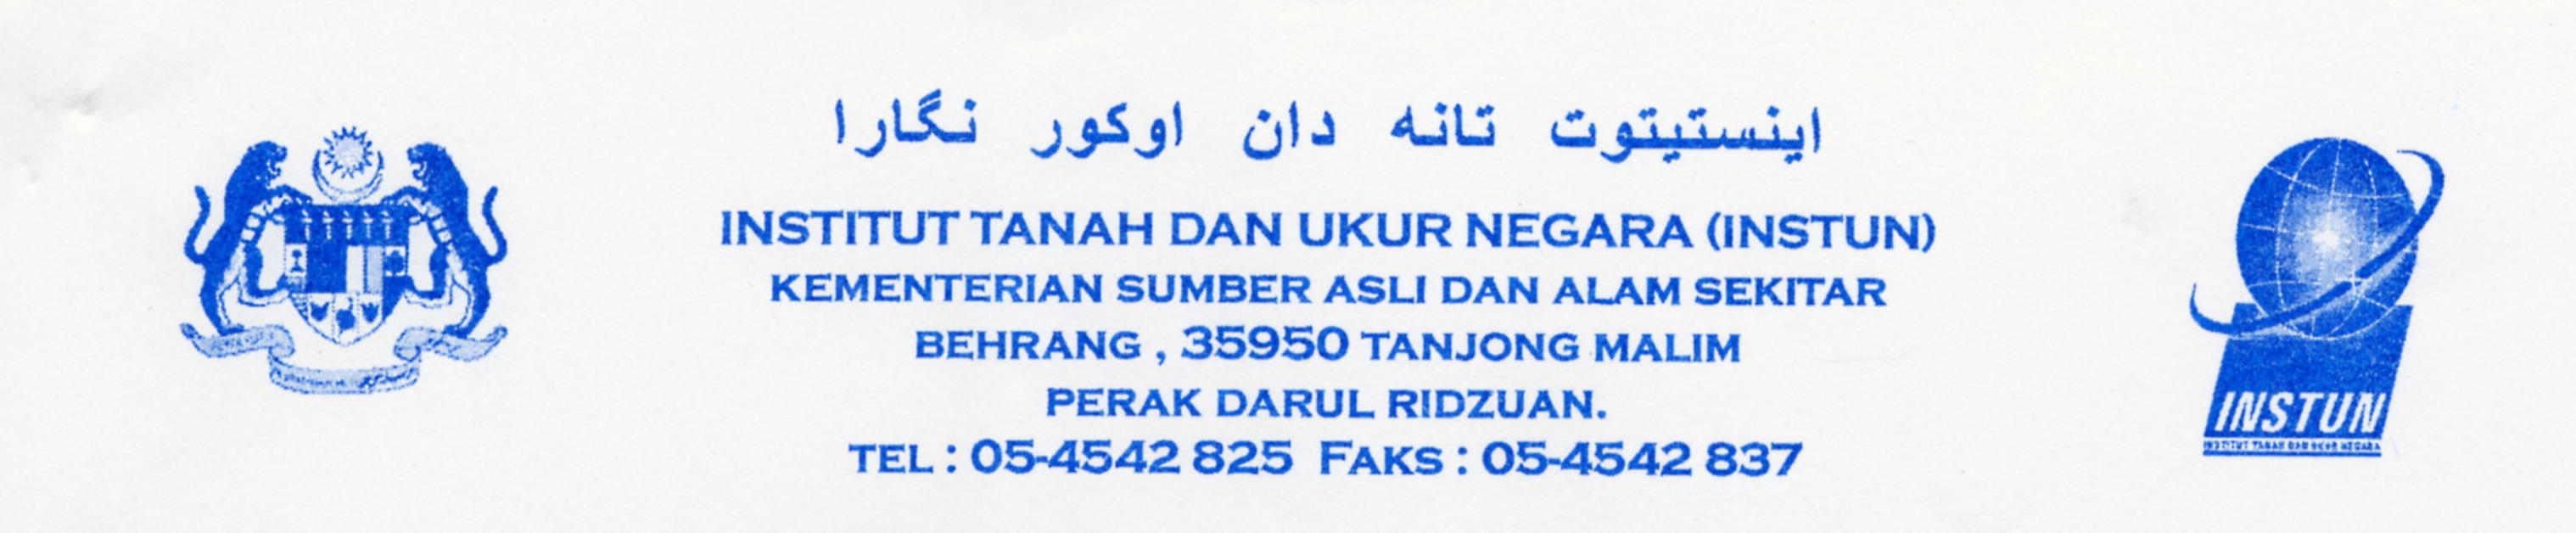 اينستيتوت تانه دان اوكور نݢارا
INSTITUT TANAH DAN UKUR NEGARA (INSTUN)
KEMENTERIAN SUMBER ASLI DAN ALAM SEKITAR
BEHRANG , 35950 TANJONG MALIM
PERAK DARUL RIDZUAN.
TEL : 05-4542 825 FAKS : 05-4542 837
INSTUN
INSTITUT TANAH DAN UKUR NEGARA